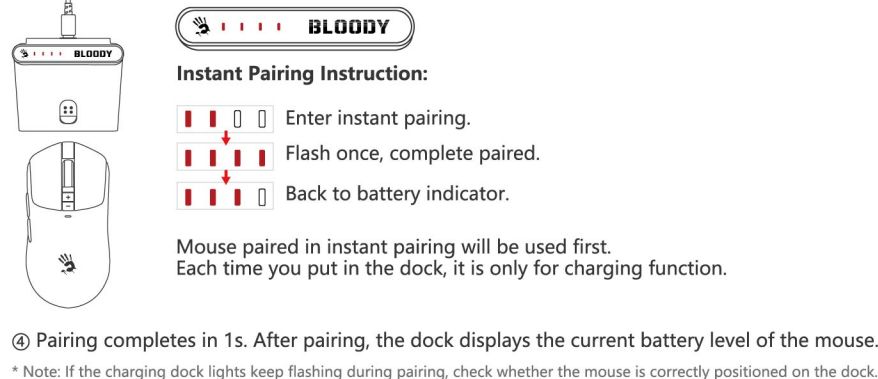 BLOODY
BLOODY
Instant Pairing Instruction:
Enter instant pairing.
Flash once, complete paired.
Back to battery indicator.
Mouse paired in instant pairing will be used first.
Each time you put in the dock, it is only for charging function.
④ Pairing completes in 1s. After pairing, the dock displays the current battery level of the mouse.
* Note: If the charging dock lights keep flashing during pairing, check whether the mouse is correctly positioned on the dock.